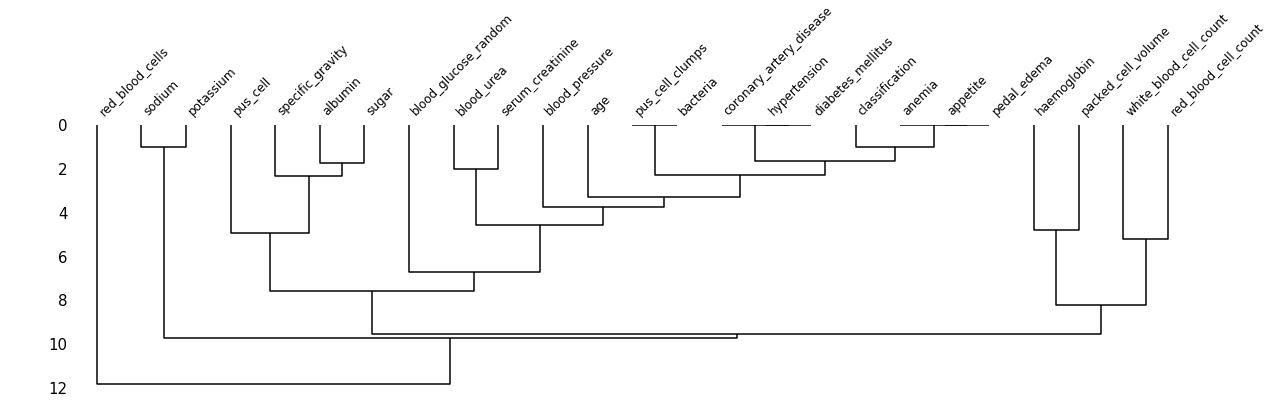 red_blood_cells
sodium
potassium
pus_cell
specific_gravity
albumin
sugar
blood_glucose_random
blood_urea
serum_creatinine
blood_pressure
age
pus_cell_clumps
bacteria
coronary_artery_disease
hypertension
diabetes_mellitus
classification
anemia
appetite
pedal_edema
haemoglobin
packed_cell_volume
white_blood_cell_count
red_blood_cell_count
0
2
4
6
8
10
12